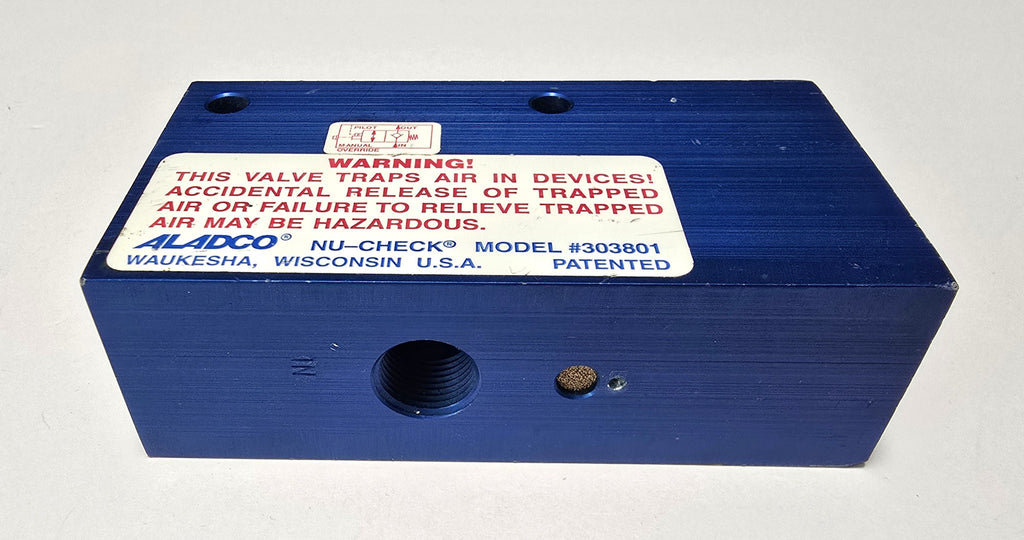 PILOT OUT
MANUAL OVERRIDE IN
WARNING!
THIS VALVE TRAPS AIR IN DEVICES!
ACCIDENTAL RELEASE OF TRAPPED
AIR OR FAILURE TO RELIEVE TRAPPED
AIR MAY BE HAZARDOUS.
ALADCO® NU–CHECK® MODEL #303801
WAUKESHA, WISCONSIN U.S.A. PATENTED
IN